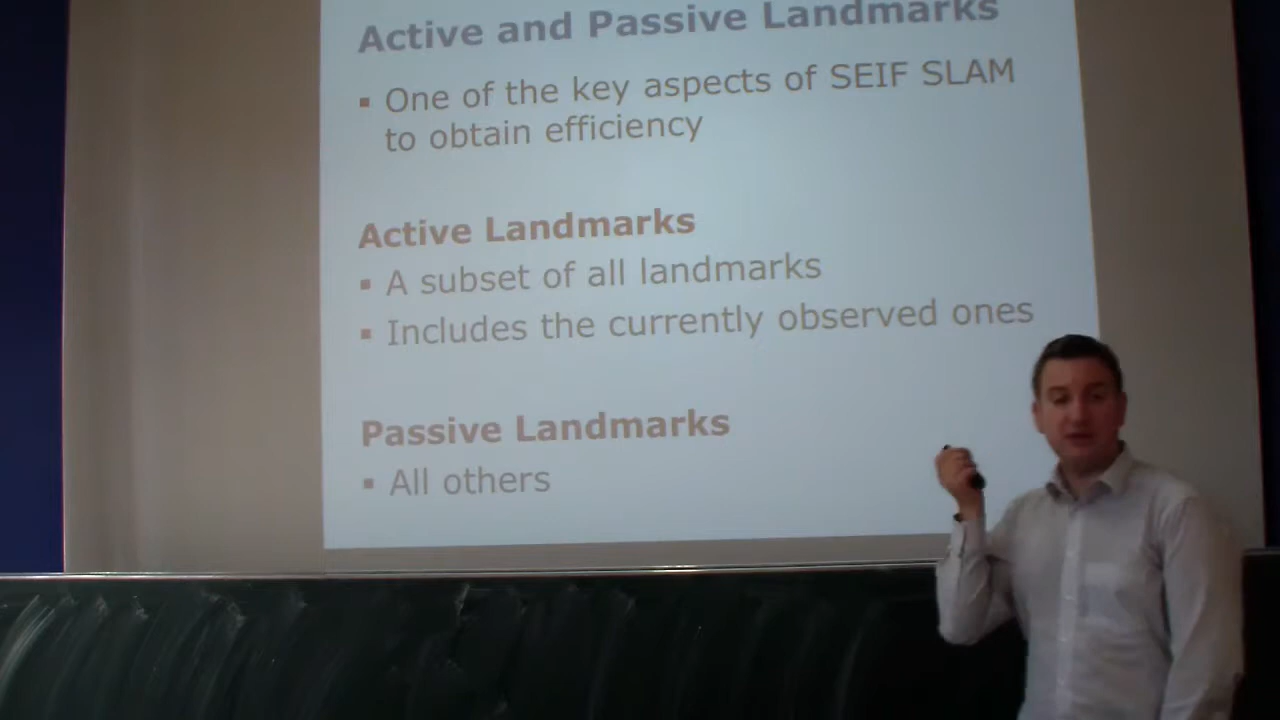 Active and Passive Landmarks
▪ One of the key aspects of SEIF SLAM
to obtain efficiency
Active Landmarks
▪ A subset of all landmarks
▪ Includes the currently observed ones
Passive Landmarks
▪ All others